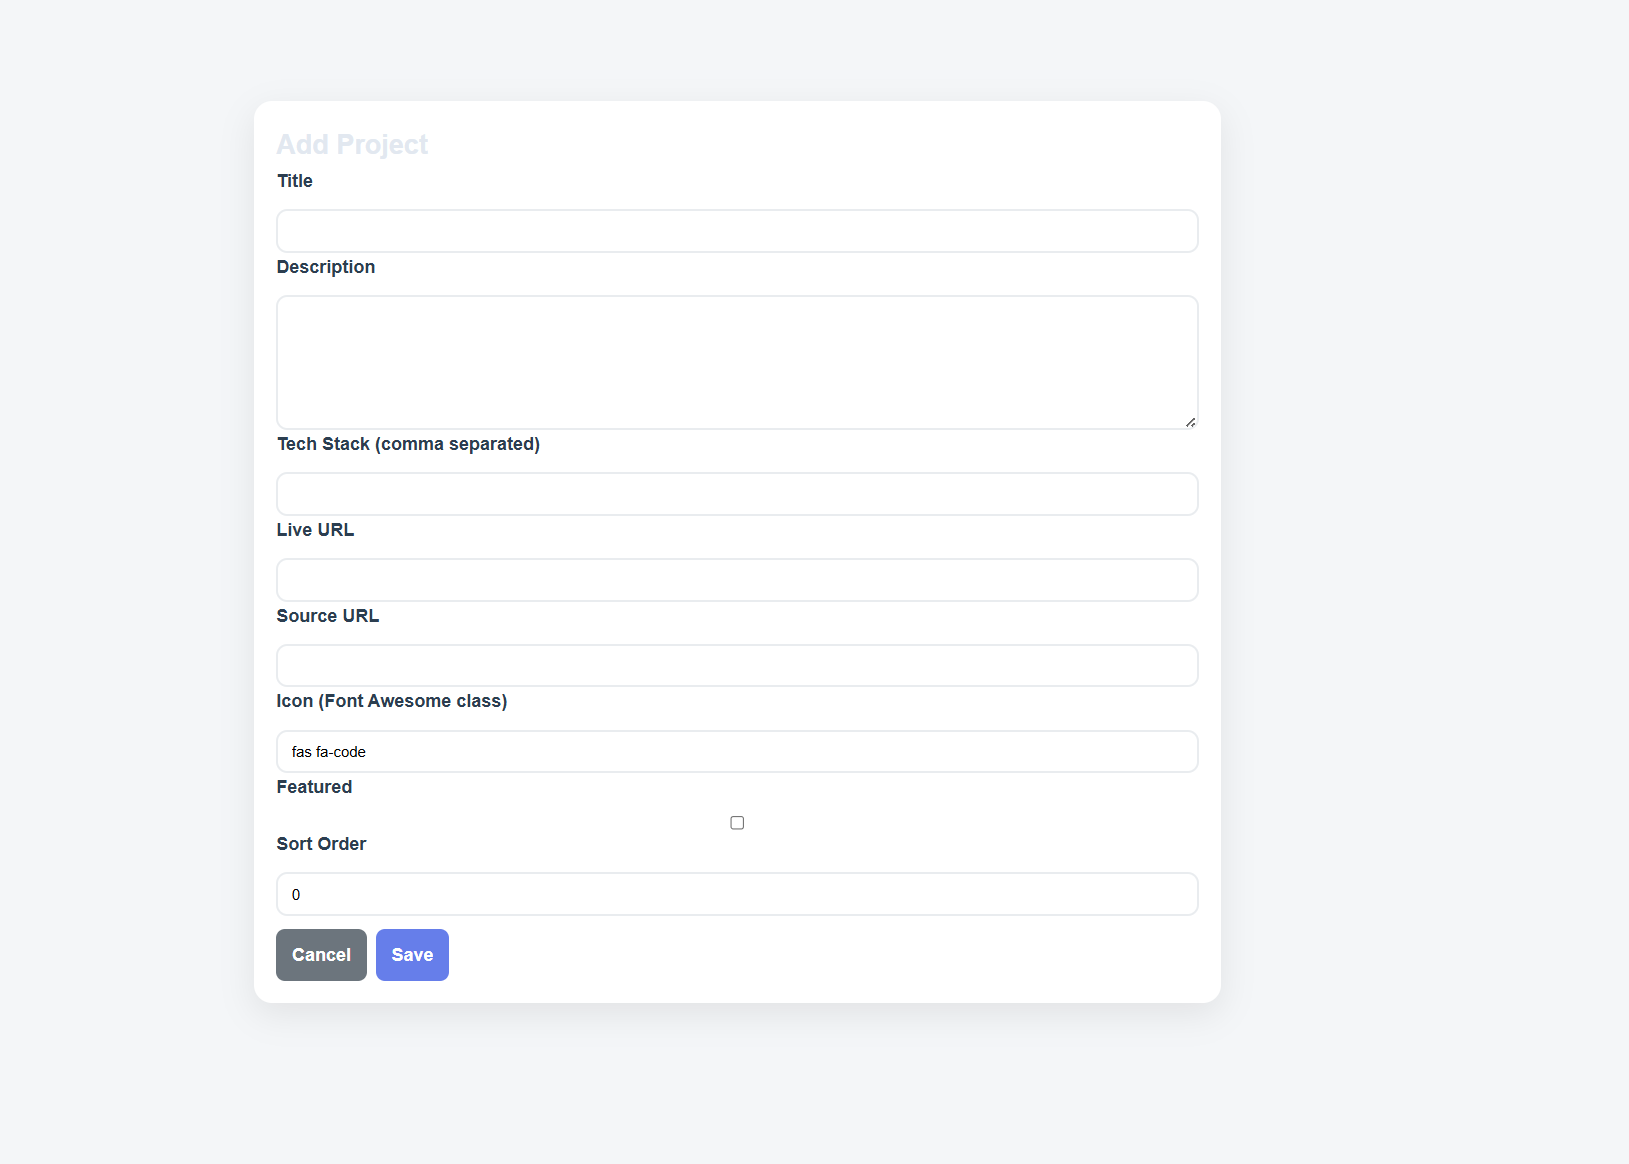 Add Project
Title
Description
Tech Stack (comma separated)
Live URL
Source URL
Icon (Font Awesome class)
fas fa-code
Featured
Sort Order
0
Cancel Save